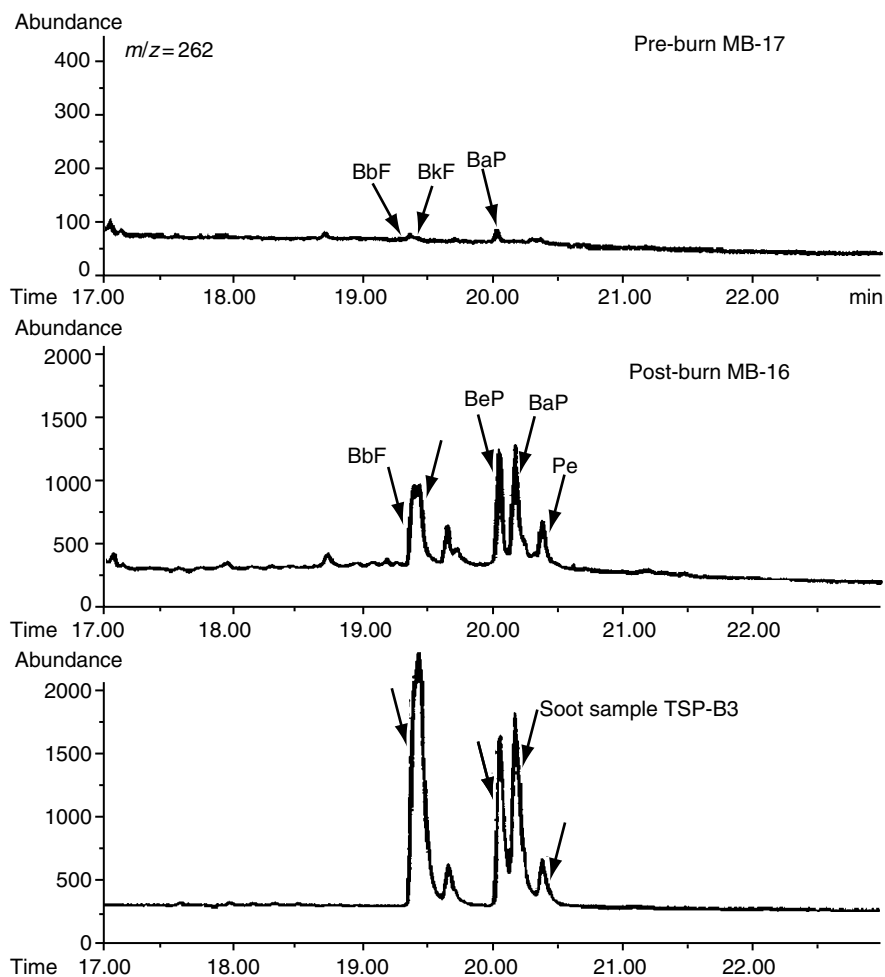 Abundance
400
300
200
100
0
m/z=262
Pre-burn MB-17
BbF BkF BaP
Time 17.00 18.00 19.00 20.00 21.00 22.00 min
Abundance
2000
1500
1000
500
0
Post-burn MB-16
BeP BaP
BbF Pe
Time 17.00 18.00 19.00 20.00 21.00 22.00
Abundance
2000
1500
1000
500
0
Soot sample TSP-B3
Time 17.00 18.00 19.00 20.00 21.00 22.00